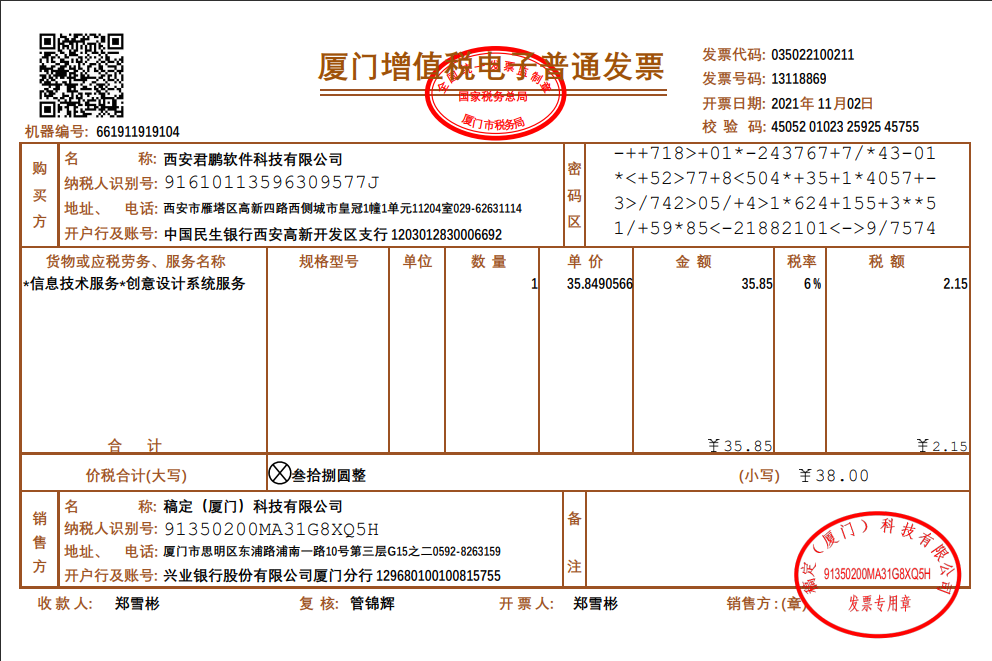 厦门增值税电子普通发票
全国统一发票监制章
国家税务总局
厦门市税务局
发票代码: 035022100211
发票号码: 13118869
开票日期: 2021年 11月02日
校 验 码: 45052 01023 25925 45755
机器编号: 661911919104
购买方
名 称: 西安君鹏软件科技有限公司
纳税人识别号: 91610113596309577J
地址、 电话: 西安市雁塔区高新四路西侧城市皇冠1幢1单元11204室029-62631114
开户行及账号: 中国民生银行西安高新开发区支行 1203012830006692
密码区
-++718>+01*-243767+7/*43-01
*<+52>77+8<504*+35+1*4057+-
3>/742>05/+4>1*624+155+3**5
1/+59*85<-21882101<->9/7574
货物或应税劳务、服务名称 规格型号 单位 数 量 单 价 金 额 税率 税 额
*信息技术服务*创意设计系统服务 1 35.8490566 35.85 6% 2.15
合 计 ￥35.85 ￥2.15
价税合计(大写) 叁拾捌圆整 (小写) ￥38.00
销售方
名 称: 稿定（厦门）科技有限公司
纳税人识别号: 91350200MA31G8XQ5H
地址、 电话: 厦门市思明区东浦路浦南一路10号第三层G15之二0592-8263159
开户行及账号: 兴业银行股份有限公司厦门分行 129680100100815755
备注
收 款 人: 郑雪彬 复 核: 管锦辉 开 票 人: 郑雪彬 销售方:(章)
稿定（厦门）科技有限公司
91350200MA31G8XQ5H
发票专用章